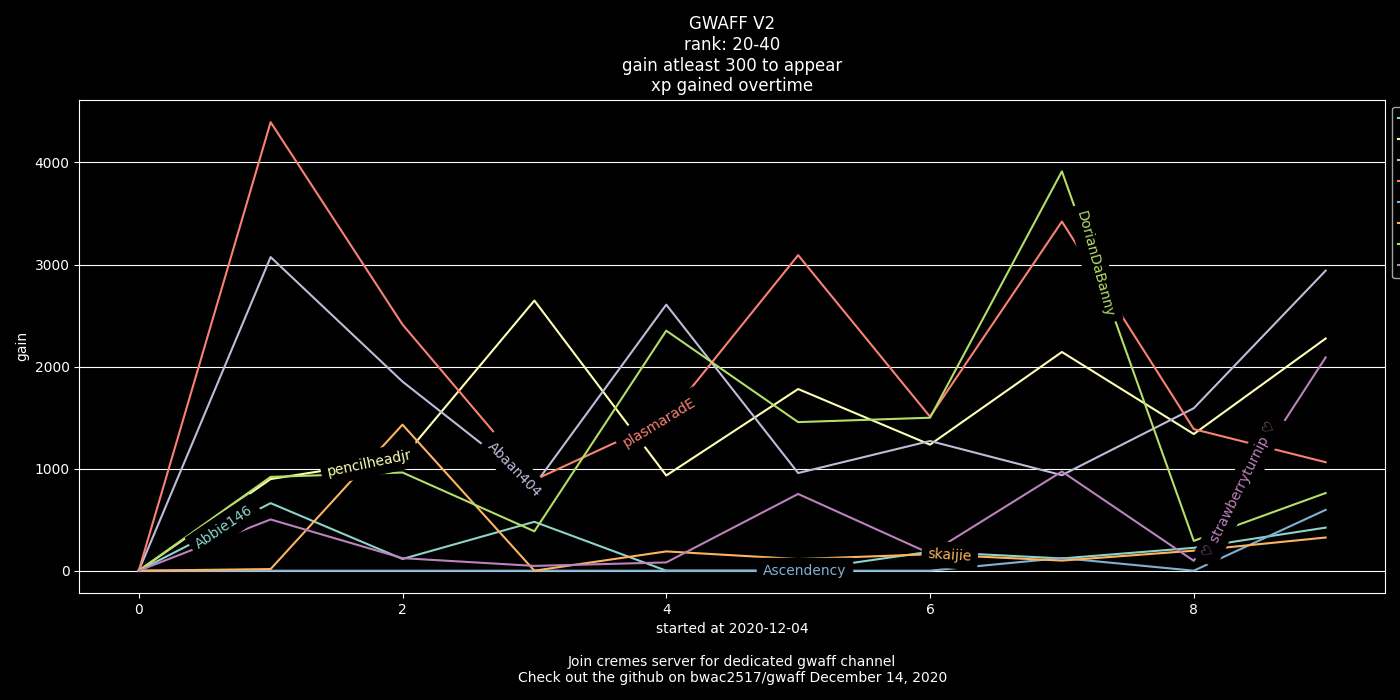 GWAFF V2
rank: 20-40
gain atleast 300 to appear
xp gained overtime
gain
4000
3000
2000
1000
0
DorianDaBanny
plasmaradE
Abaan404
pencilheadjr
♡ strawberryturnip ♡
Abbie146
skaijie
Ascendency
0
2
4
6
8
started at 2020-12-04
Join cremes server for dedicated gwaff channel
Check out the github on bwac2517/gwaff December 14, 2020